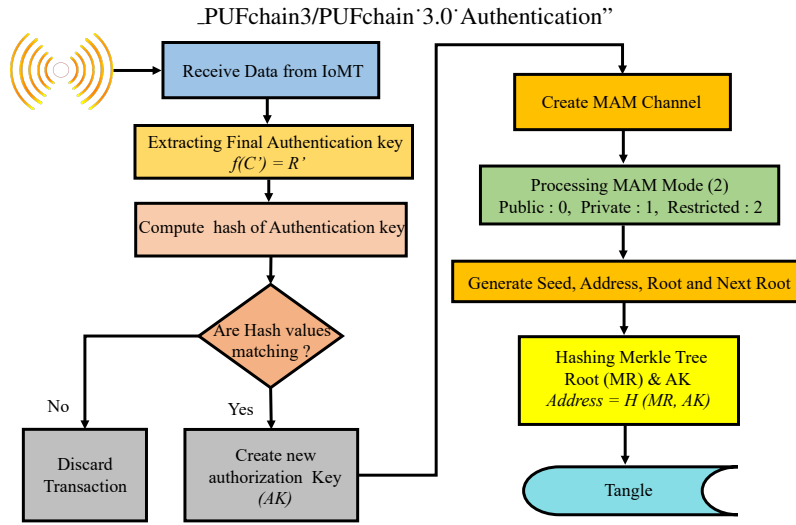 _PUFchain3/PUFchain˙3.0˙Authentication”
Receive Data from IoMT
Extracting Final Authentication key
f(C’) = R’
Compute hash of Authentication key
Are Hash values
matching ?
No
Yes
Discard
Transaction
Create new
authorization Key
(AK)
Create MAM Channel
Processing MAM Mode (2)
Public : 0, Private : 1, Restricted : 2
Generate Seed, Address, Root and Next Root
Hashing Merkle Tree
Root (MR) & AK
Address = H (MR, AK)
Tangle